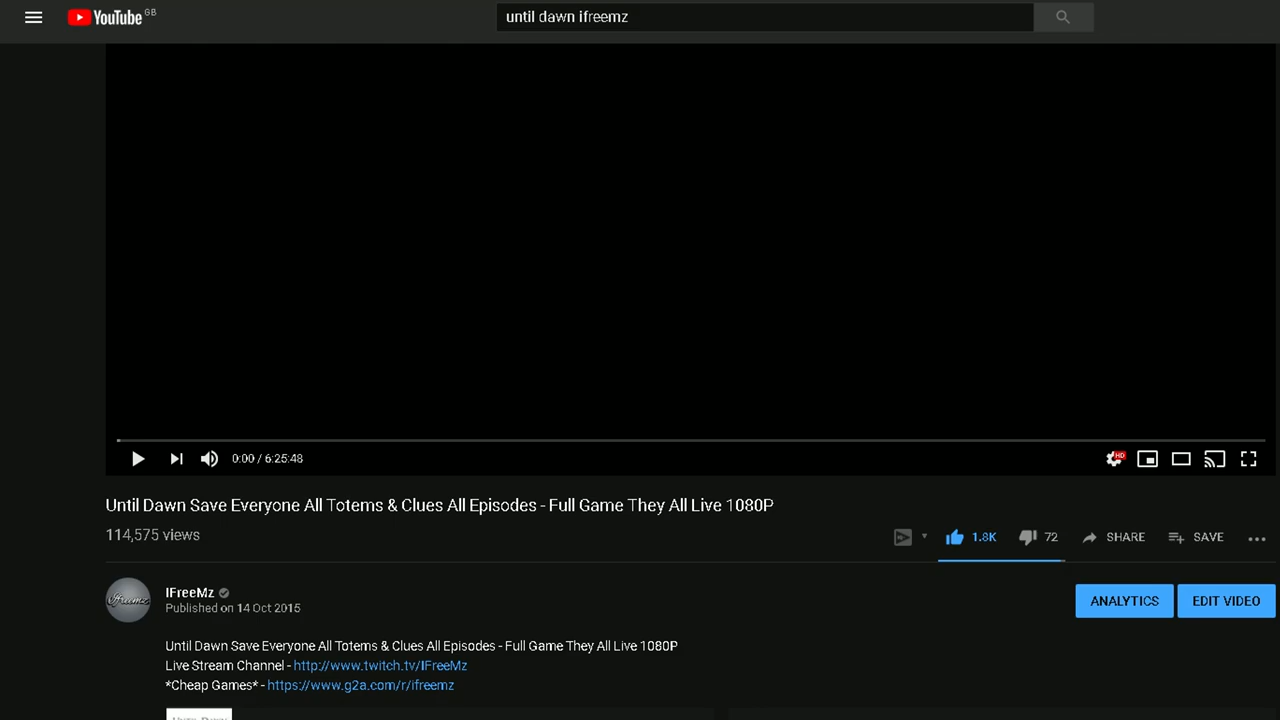 YouTube GB
until dawn ifreemz
0:00 / 6:25:48
HD
Until Dawn Save Everyone All Totems & Clues All Episodes - Full Game They All Live 1080P
114,575 views
1.8K 72 SHARE SAVE
IFreeMz
IFreemz
Published on 14 Oct 2015
ANALYTICS EDIT VIDEO
Until Dawn Save Everyone All Totems & Clues All Episodes - Full Game They All Live 1080P
Live Stream Channel - http://www.twitch.tv/IFreeMz
*Cheap Games* - https://www.g2a.com/r/ifreemz